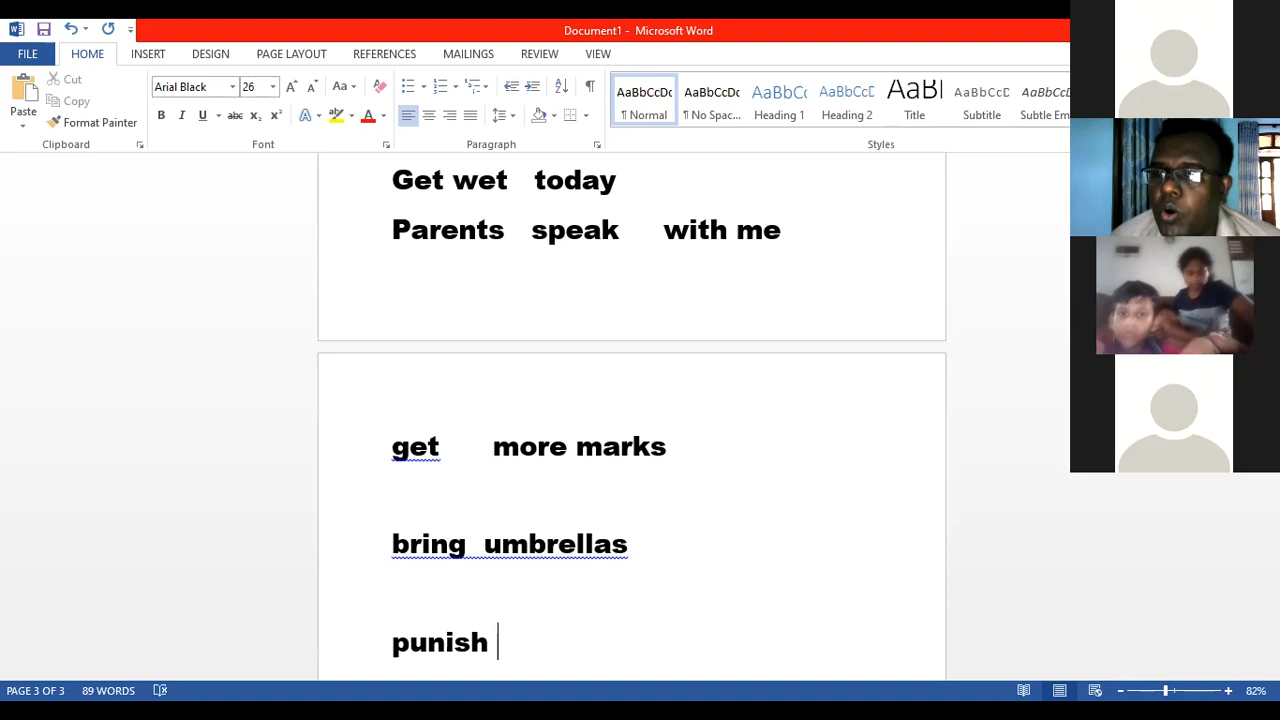 Document1 - Microsoft Word
FILE HOME INSERT DESIGN PAGE LAYOUT REFERENCES MAILINGS REVIEW VIEW
Cut
Copy
Format Painter
Paste
Arial Black 26
Clipboard Font Paragraph Styles
AaBbCcDc AaBbCcDc AaBbCc AaBbCcD AaBl AaBbCcD AaBbCcDc
¶ Normal ¶ No Spac... Heading 1 Heading 2 Title Subtitle Subtle Em
Get wet today
Parents speak with me
get more marks
bring umbrellas
punish
PAGE 3 OF 3 89 WORDS 82%